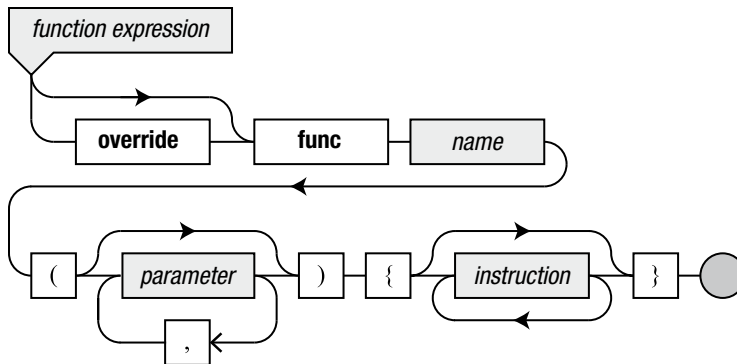 function expression
override func name
( parameter ) { instruction }
,